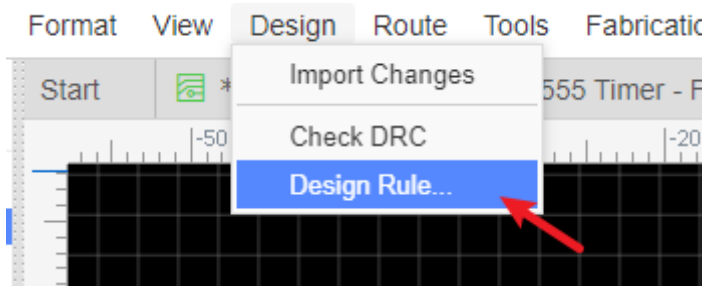 Format View Design Route Tools
Start * 555 Timer - F
Import Changes
-50 -20
Check DRC
Design Rule...